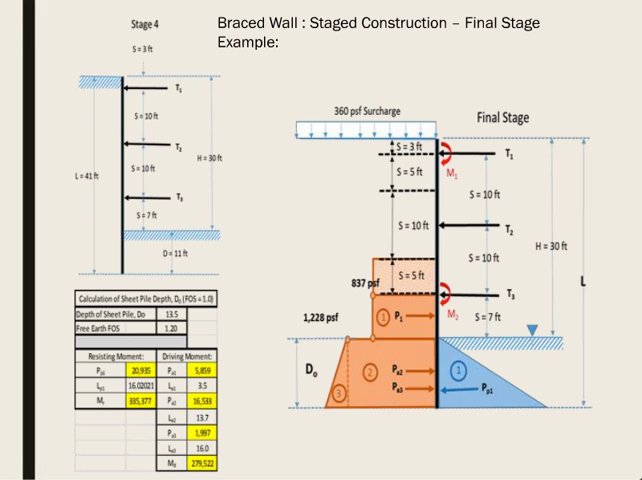 Braced Wall : Staged Construction – Final Stage
Example:
Stage 4
S = 3 ft
T1
S = 10 ft
T2
H = 30 ft
L = 41 ft
S = 10 ft
T3
S = 7 ft
D = 11 ft
360 psf Surcharge
Final Stage
S = 3 ft
T1
M1
S = 5 ft
S = 10 ft
S = 10 ft
T2
H = 30 ft
S = 10 ft
L
S = 5 ft
837 psf
T3
M2
S = 7 ft
1 P1
1,228 psf
Do
2
Pa2
Pa3
3
1
Pp1
Calculation of Sheet Pile Depth, Do (FOS = 1.0)
Depth of Sheet Pile, Do 13.5
Free Earth FOS 1.20
Resisting Moment: Driving Moment:
Pp1 20,935 Pa1 5,859
Lp1 16.02021 La1 3.5
Mr 335,377 Pa2 16,533
La2 13.7
Pa3 1,997
La3 16.0
Md 279,522